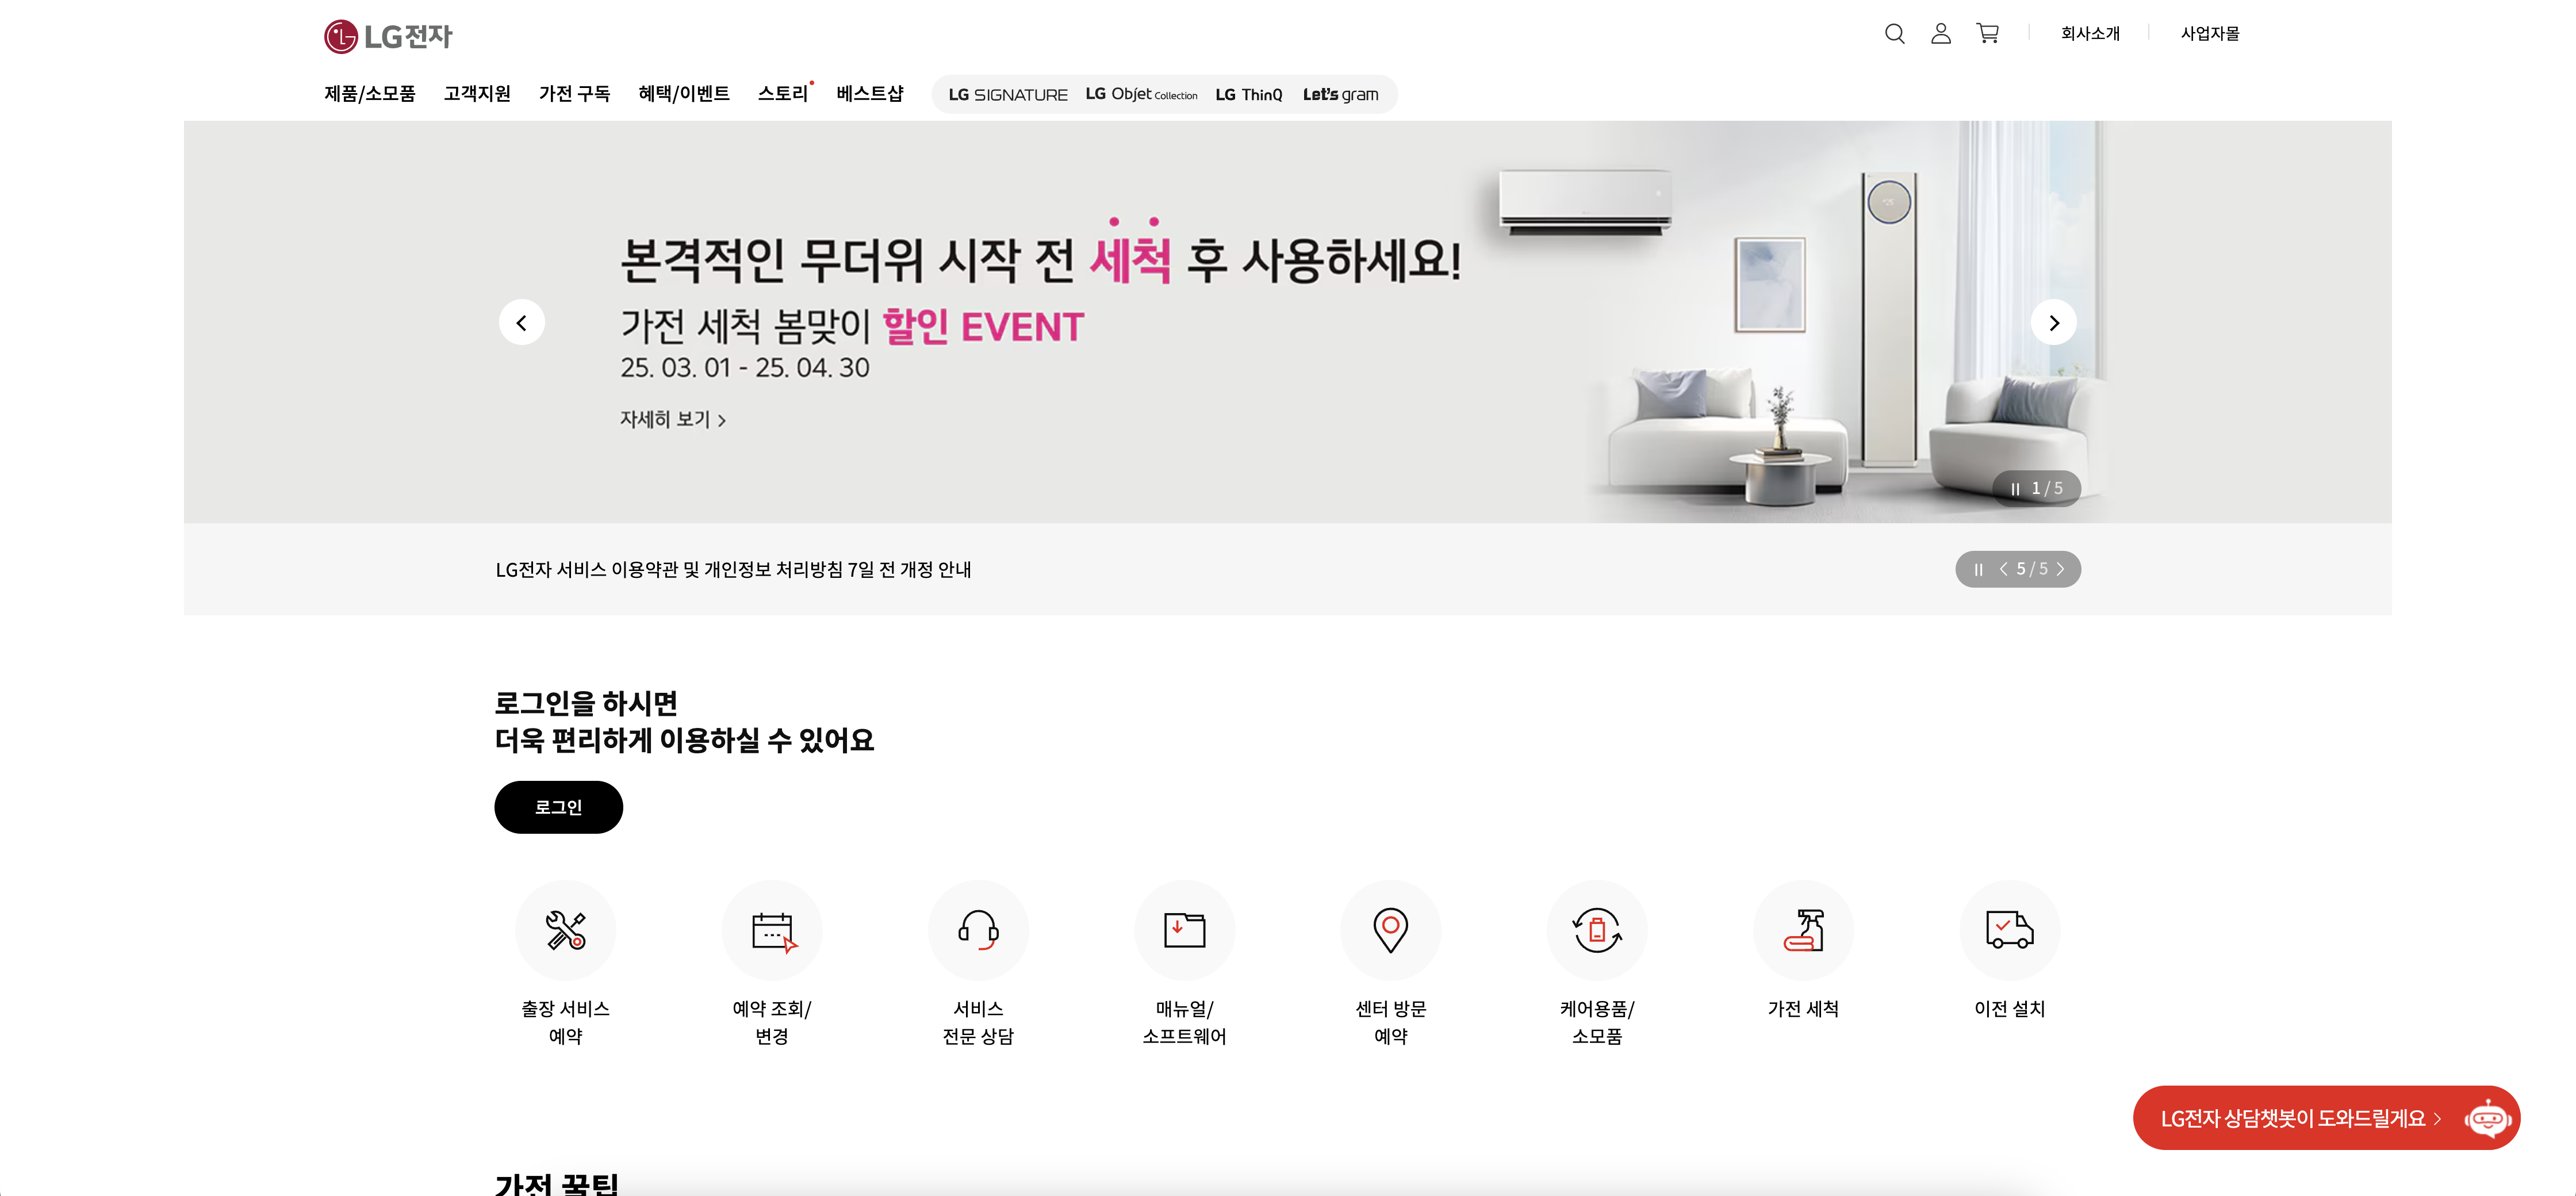 LG전자
회사소개
사업자몰
제품/소모품
고객지원
가전 구독
혜택/이벤트
스토리
베스트샵
LG SIGNATURE
LG Objet Collection
LG ThinQ
Let's gram
본격적인 무더위 시작 전 세척 후 사용하세요!
가전 세척 봄맞이 할인 EVENT
25. 03. 01 - 25. 04. 30
자세히 보기 >
1 / 5
LG전자 서비스 이용약관 및 개인정보 처리방침 7일 전 개정 안내
5 / 5
로그인을 하시면
더욱 편리하게 이용하실 수 있어요
로그인
출장 서비스
예약
예약 조회/
변경
서비스
전문 상담
매뉴얼/
소프트웨어
센터 방문
예약
케어용품/
소모품
가전 세척
이전 설치
LG전자 상담챗봇이 도와드릴게요 >
가전 꿀팁